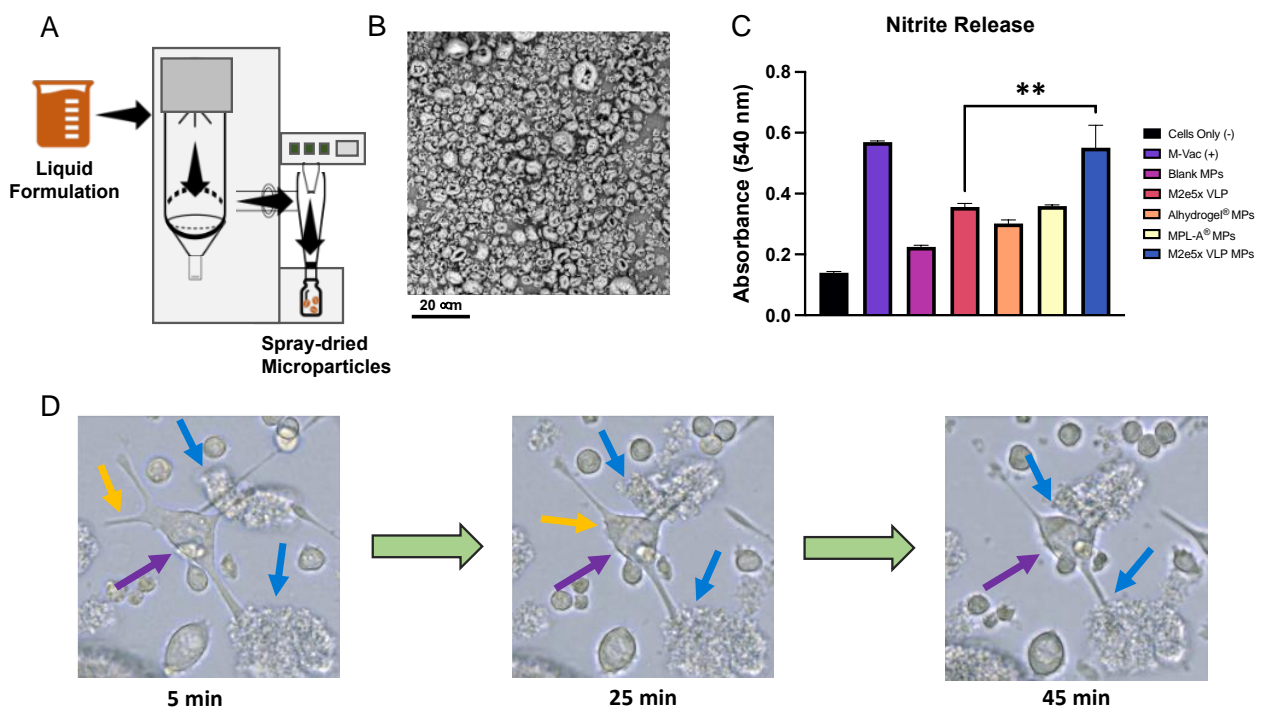 A
Liquid
Formulation
Spray-dried
Microparticles
B
20 ∝m
C
Nitrite Release
Absorbance (540 nm)
0.8
0.6
0.4
0.2
0.0
**
Cells Only (-)
M-Vac (+)
Blank MPs
M2e5x VLP
Alhydrogel® MPs
MPL-A® MPs
M2e5x VLP MPs
D
5 min
25 min
45 min